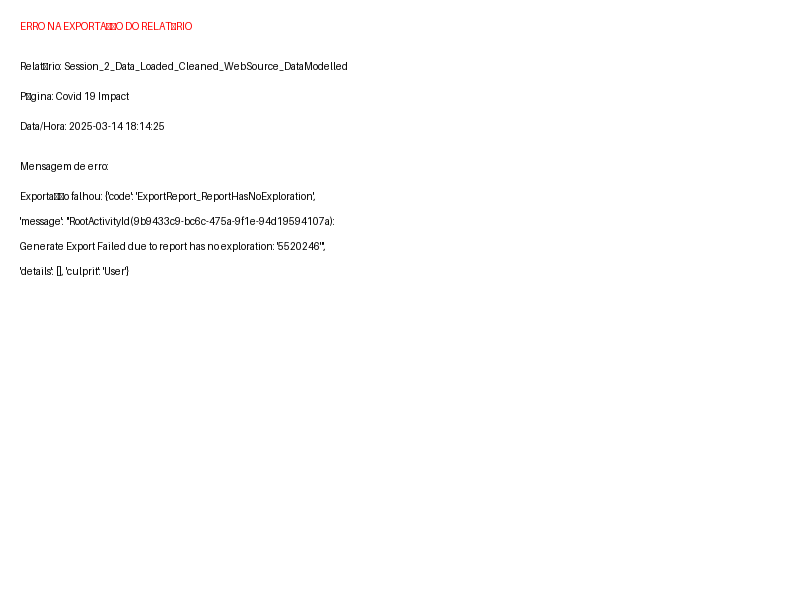 ERRO NA EXPORTA▯▯O DO RELAT▯RIO
Relat▯rio: Session_2_Data_Loaded_Cleaned_WebSource_DataModelled
P▯gina: Covid 19 Impact
Data/Hora: 2025-03-14 18:14:25
Mensagem de erro:
Exporta▯▯o falhou: {'code': 'ExportReport_ReportHasNoExploration',
'message': "RootActivityId(9b9433c9-bc6c-475a-9f1e-94d19594107a):
Generate Export Failed due to report has no exploration: '5520246'",
'details': [], 'culprit': 'User'}